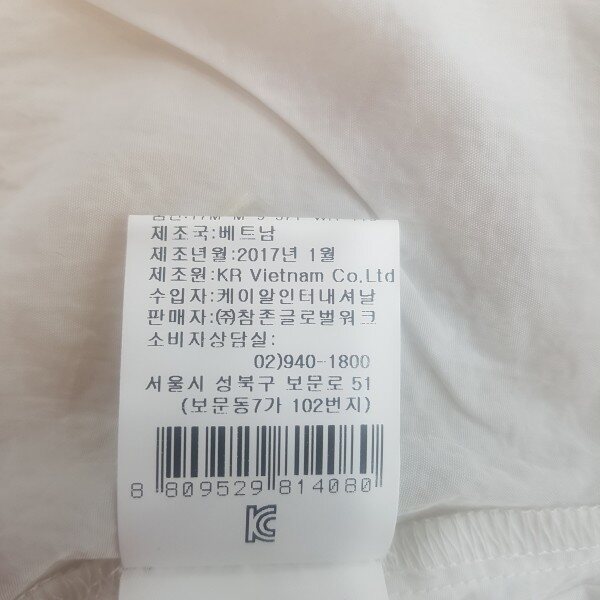 제조국:베트남
제조년월:2017년 1월
제조원:KR Vietnam Co,Ltd
수입자:케이알인터내셔날
판매자:㈜참존글로벌워크
소비자상담실:
02)940-1800
서울시 성북구 보문로 51
(보문동7가 102번지)
8 809529 814080
KC